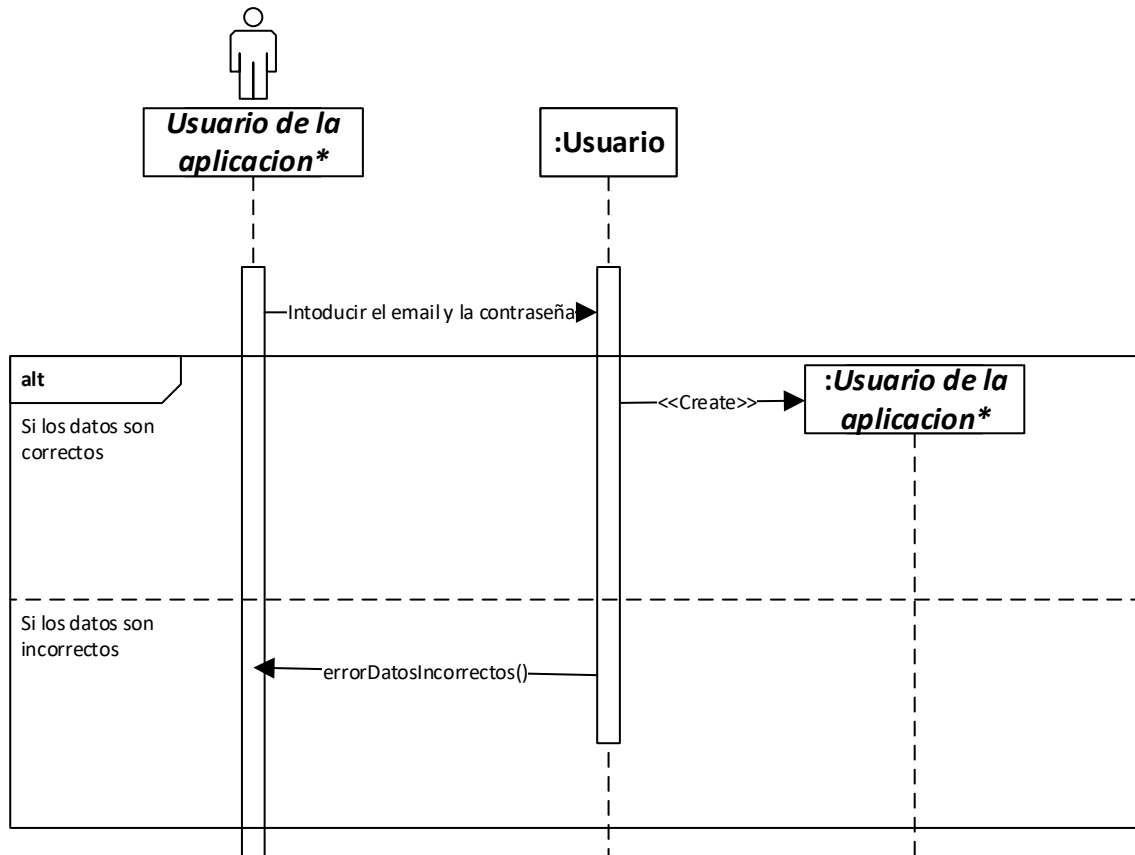 Usuario de la
aplicacion*
:Usuario
Intoducir el email y la contraseña
alt
Si los datos son
correctos
<<Create>>
:Usuario de la
aplicacion*
Si los datos son
incorrectos
errorDatosIncorrectos()